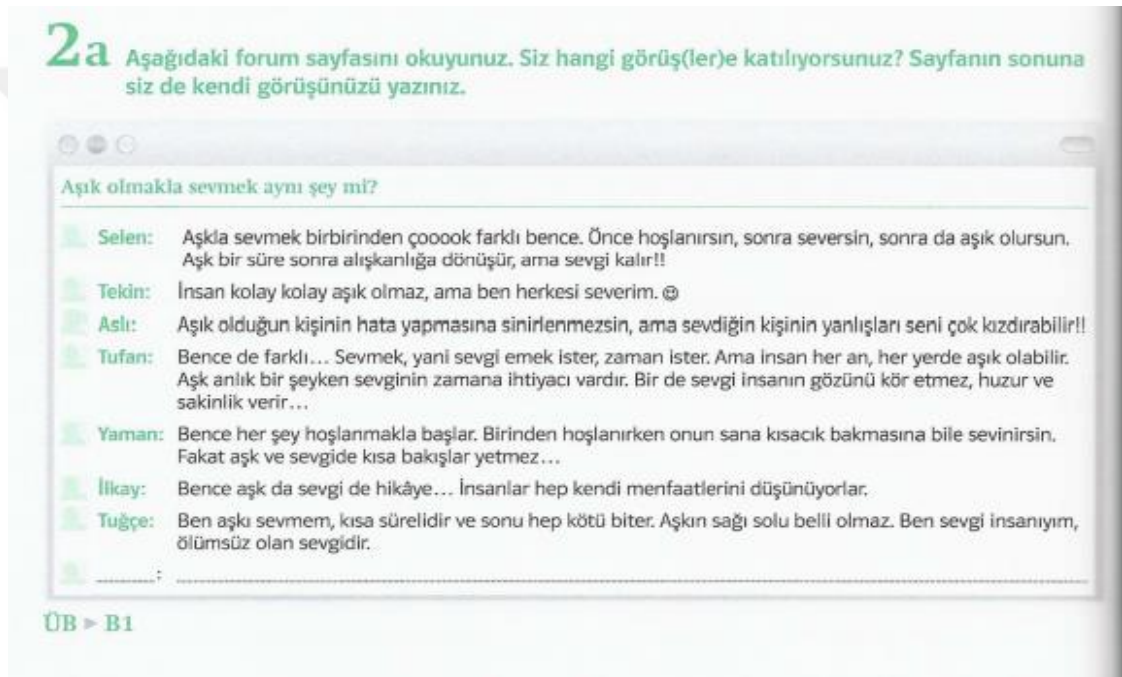 2a Aşağıdaki forum sayfasını okuyunuz. Siz hangi görüş(ler)e katılıyorsunuz? Sayfanın sonuna
siz de kendi görüşünüzü yazınız.
Aşık olmakla sevmek aynı şey mi?
Selen: Aşkla sevmek birbirinden çooook farklı bence. Önce hoşlanırsın, sonra seversin, sonra da aşık olursun.
Aşk bir süre sonra alışkanlığa dönüşür, ama sevgi kalır!!
Tekin: İnsan kolay kolay aşık olmaz, ama ben herkesi severim. ☺
Aslı: Aşık olduğun kişinin hata yapmasına sinirlenmezsin, ama sevdiğin kişinin yanlışları seni çok kızdırabilir!!
Tufan: Bence de farklı... Sevmek, yani sevgi emek ister, zaman ister. Ama insan her an, her yerde aşık olabilir.
Aşk anlık bir şeyken sevginin zamana ihtiyacı vardır. Bir de sevgi insanın gözünü kör etmez, huzur ve
sakinlik verir...
Yaman: Bence her şey hoşlanmakla başlar. Birinden hoşlanırken onun sana kısacık bakmasına bile sevinirsin.
Fakat aşk ve sevgide kısa bakışlar yetmez...
İlkay: Bence aşk da sevgi de hikâye... İnsanlar hep kendi menfaatlerini düşünüyorlar.
Tuğçe: Ben aşkı sevmem, kısa sürelidir ve sonu hep kötü biter. Aşkın sağı solu belli olmaz. Ben sevgi insanıyım,
ölümsüz olan sevgidir.
........... : ...........................................................................
ÜB ▸ B1